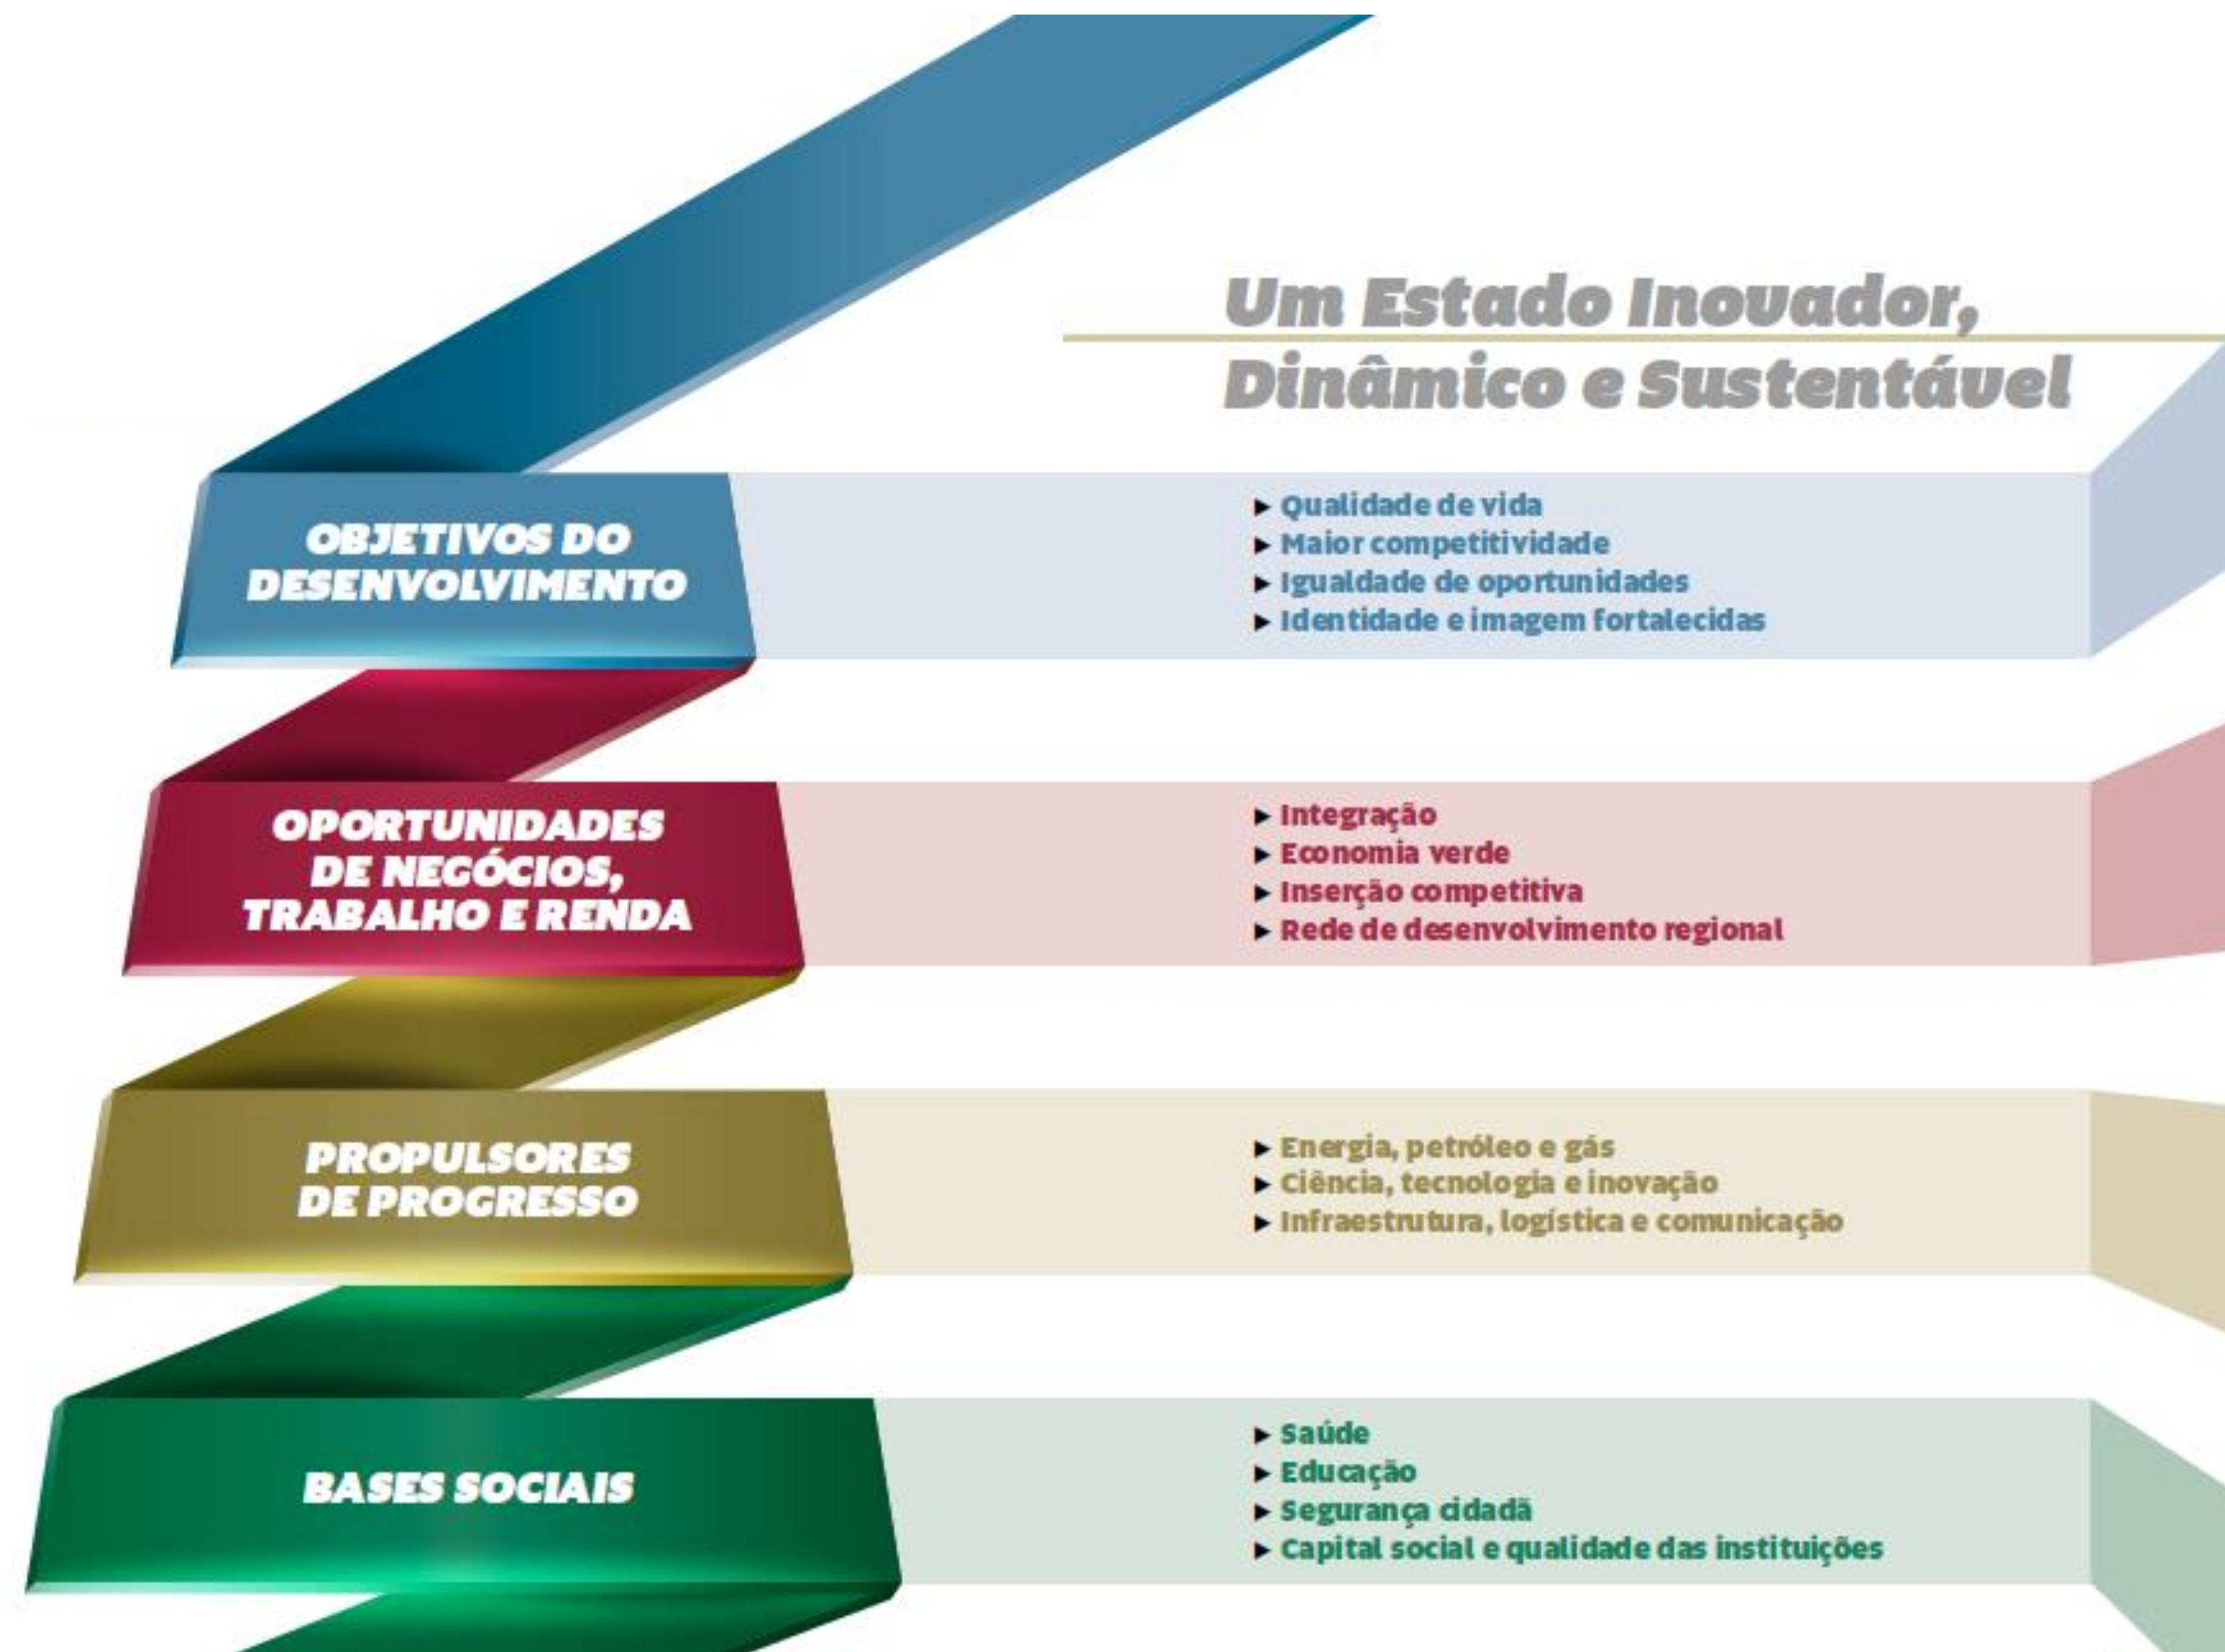 Um Estado Inovador,
Dinâmico e Sustentável
OBJETIVOS DO
DESENVOLVIMENTO
▶ Qualidade de vida
▶ Maior competitividade
▶ Igualdade de oportunidades
▶ Identidade e imagem fortalecidas
OPORTUNIDADES
DE NEGÓCIOS,
TRABALHO E RENDA
▶ Integração
▶ Economia verde
▶ Inserção competitiva
▶ Rede de desenvolvimento regional
PROPULSORES
DE PROGRESSO
▶ Energia, petróleo e gás
▶ Ciência, tecnologia e inovação
▶ Infraestrutura, logística e comunicação
BASES SOCIAIS
▶ Saúde
▶ Educação
▶ Segurança cidadã
▶ Capital social e qualidade das instituições